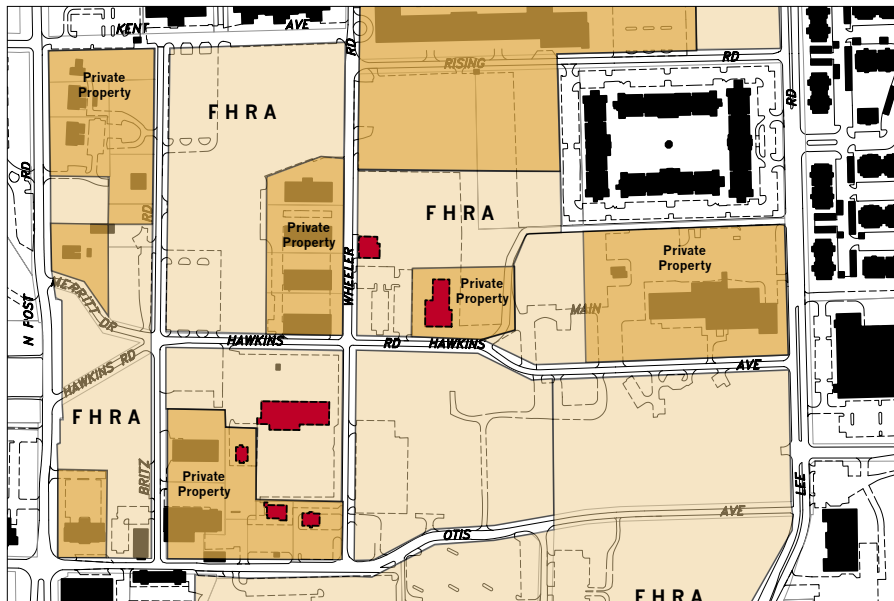 KENT AVE
RD
RISING RD
Private
Property
FHRA
RD
RD
RD
FHRA
Private
Property
Private
Property
WHEELER
Private
Property
MERRITT DR
N POST
MAIN
HAWKINS RD HAWKINS AVE
HAWKINS RD
FHRA
BRITZ
Private
Property
LEE
AVE
OTIS
FHRA